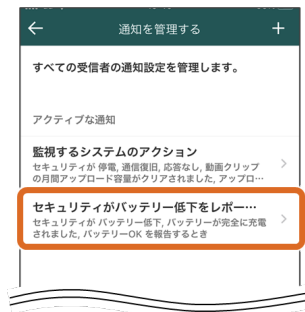 通知を管理する
すべての受信者の通知設定を管理します。
アクティブな通知
監視するシステムのアクション
セキュリティが 停電, 通信復旧, 応答なし, 動画クリップ
の月間アップロード容量がクリアされました, アップロ…
セキュリティがバッテリー低下をレポー…
セキュリティが バッテリー低下, バッテリーが完全に充電
されました, バッテリーOK を報告するとき